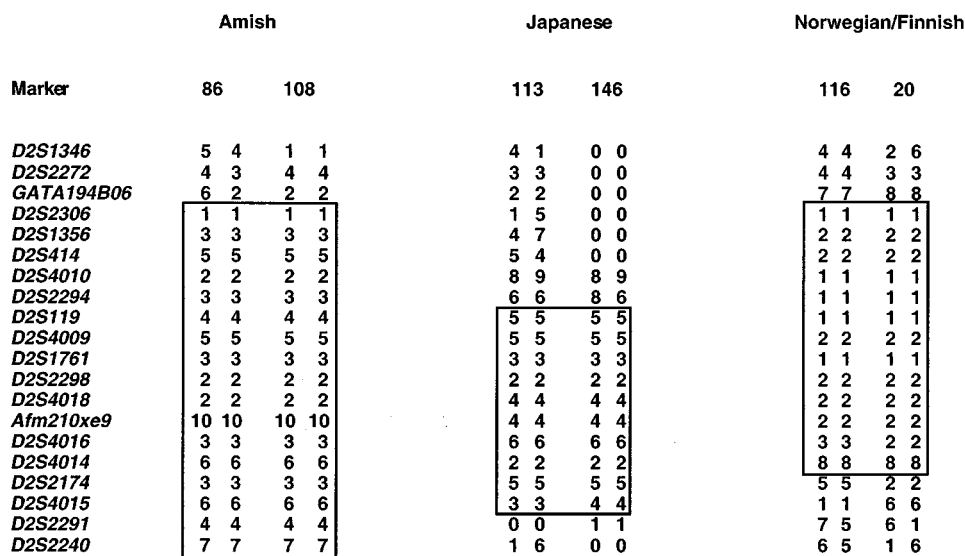 Amish Japanese Norwegian/Finnish
Marker 86 108 113 146 116 20
D2S1346 5 4 1 1 4 1 0 0 4 4 2 6
D2S2272 4 3 4 4 3 3 0 0 4 4 3 3
GATA194B06 6 2 2 2 2 2 0 0 7 7 8 8
D2S2306 1 1 1 1 1 5 0 0 1 1 1 1
D2S1356 3 3 3 3 4 7 0 0 2 2 2 2
D2S414 5 5 5 5 5 4 0 0 2 2 2 2
D2S4010 2 2 2 2 8 9 8 9 1 1 1 1
D2S2294 3 3 3 3 6 6 8 6 1 1 1 1
D2S119 4 4 4 4 5 5 5 5 1 1 1 1
D2S4009 5 5 5 5 5 5 5 5 2 2 2 2
D2S1761 3 3 3 3 3 3 3 3 1 1 1 1
D2S2298 2 2 2 2 2 2 2 2 2 2 2 2
D2S4018 2 2 2 2 4 4 4 4 2 2 2 2
Afm210xe9 10 10 10 10 4 4 4 4 2 2 2 2
D2S4016 3 3 3 3 6 6 6 6 3 3 2 2
D2S4014 6 6 6 6 2 2 2 2 8 8 8 8
D2S2174 3 3 3 3 5 5 5 5 5 5 2 2
D2S4015 6 6 6 6 3 3 4 4 1 1 6 6
D2S2291 4 4 4 4 0 0 1 1 7 5 6 1
D2S2240 7 7 7 7 1 6 0 0 6 5 1 6